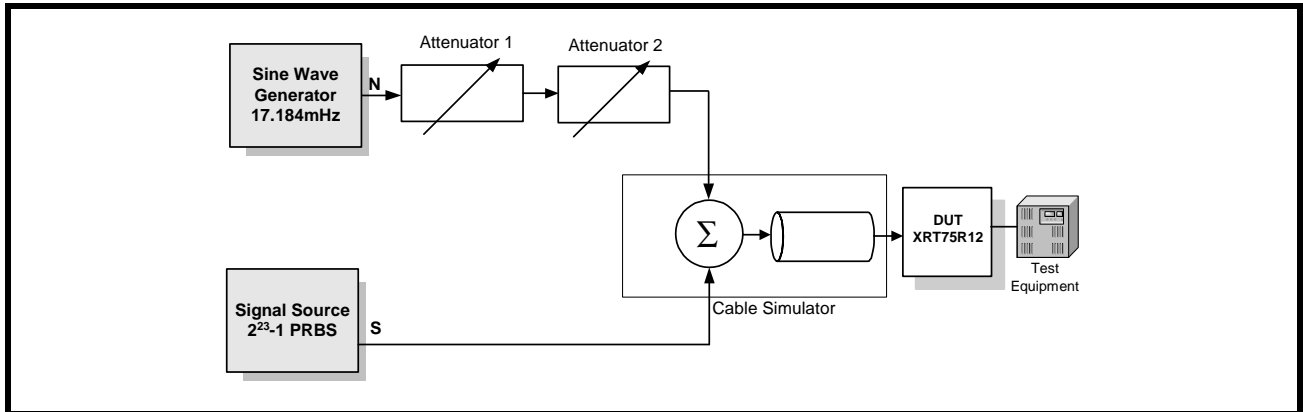 Attenuator 1
Attenuator 2
Sine Wave
Generator
17.184mHz
N
Σ
DUT
XRT75R12
Test
Equipment
Cable Simulator
Signal Source
2²³-1 PRBS
S